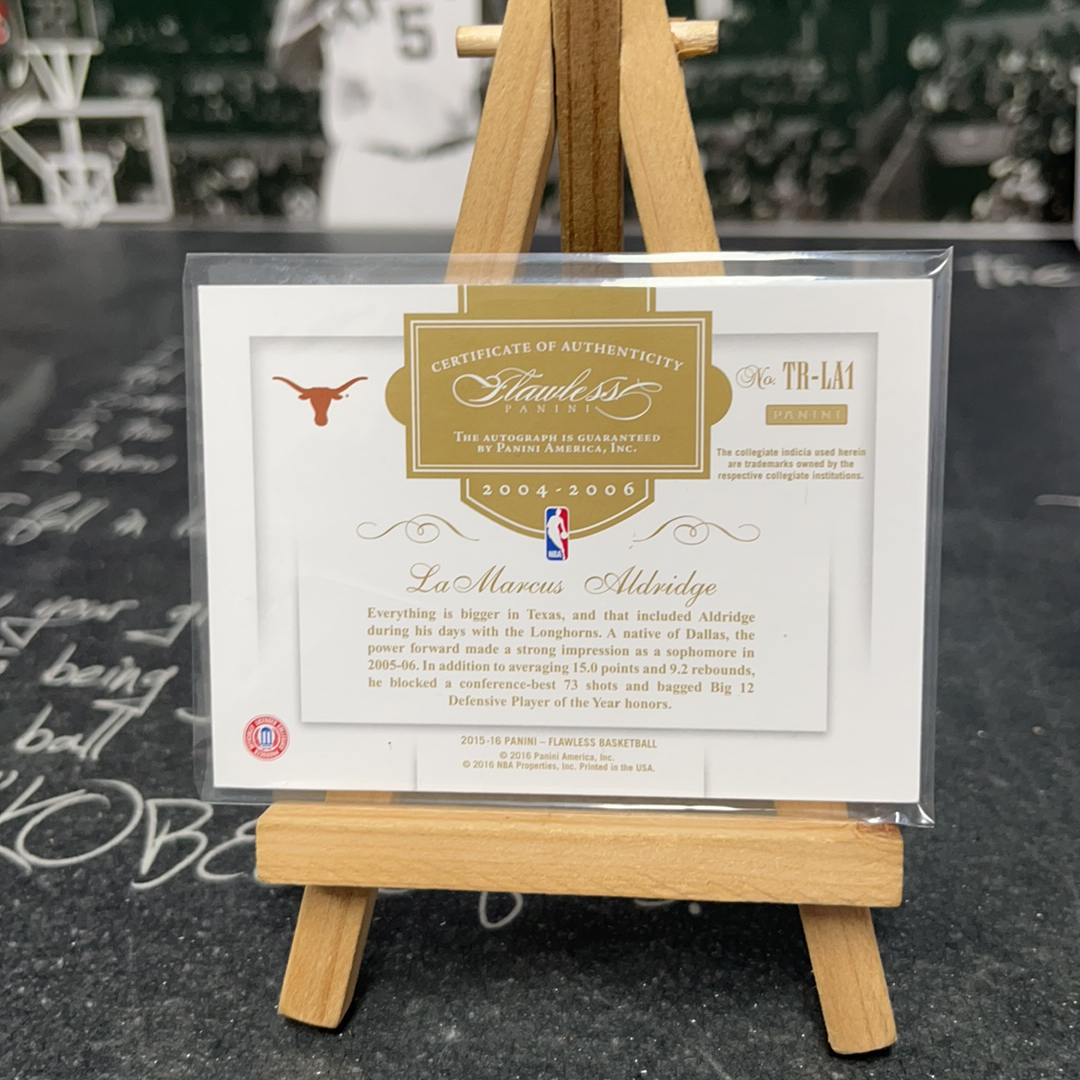 5
CERTIFICATE OF AUTHENTICITY
Flawless
PANINI
THE AUTOGRAPH IS GUARANTEED
BY PANINI AMERICA, INC.
2004-2006
No. TR-LA1
PANINI
The collegiate indicia used herein
are trademarks owned by the
respective collegiate institutions.
NBA
LaMarcus Aldridge
Everything is bigger in Texas, and that included Aldridge
during his days with the Longhorns. A native of Dallas, the
power forward made a strong impression as a sophomore in
2005-06. In addition to averaging 15.0 points and 9.2 rebounds,
he blocked a conference-best 73 shots and bagged Big 12
Defensive Player of the Year honors.
2015-16 PANINI – FLAWLESS BASKETBALL
© 2016 Panini America, Inc.
© 2016 NBA Properties, Inc. Printed in the USA.
the
I fell in
being
ball
"KOBE